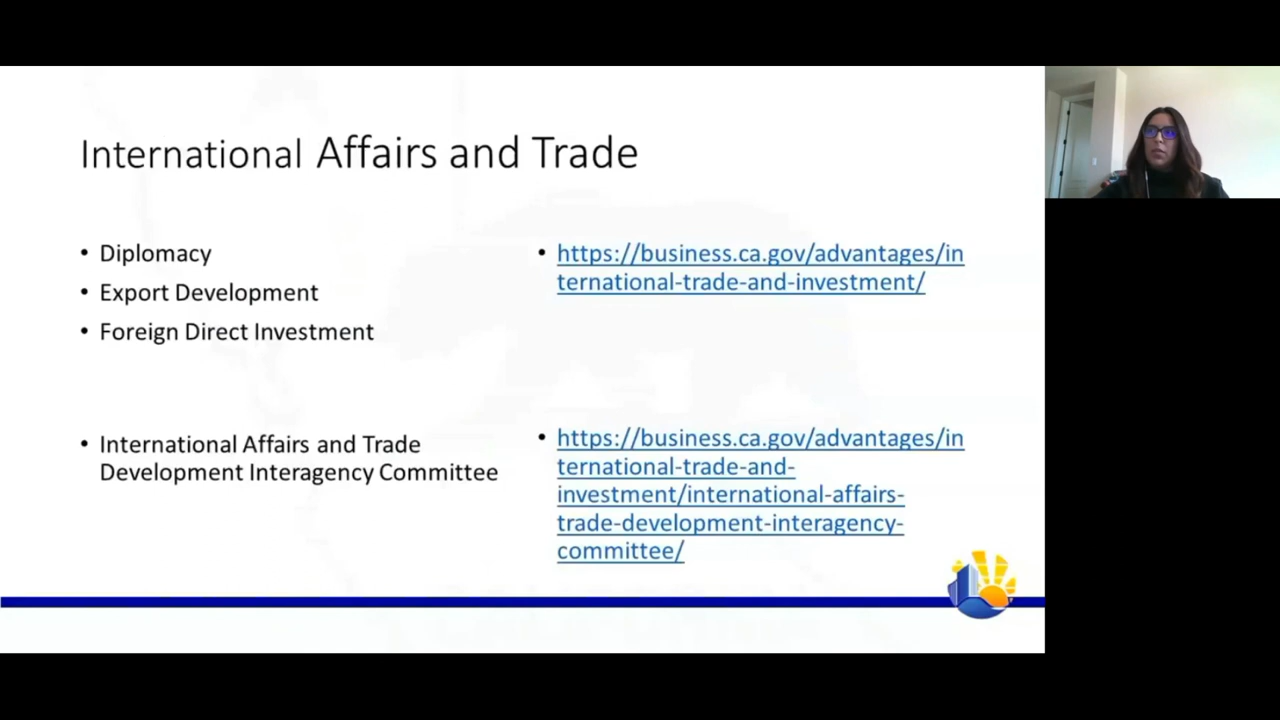 International Affairs and Trade
• Diplomacy
• Export Development
• Foreign Direct Investment
• International Affairs and Trade
Development Interagency Committee
• https://business.ca.gov/advantages/in
ternational-trade-and-investment/
• https://business.ca.gov/advantages/in
ternational-trade-and-
investment/international-affairs-
trade-development-interagency-
committee/